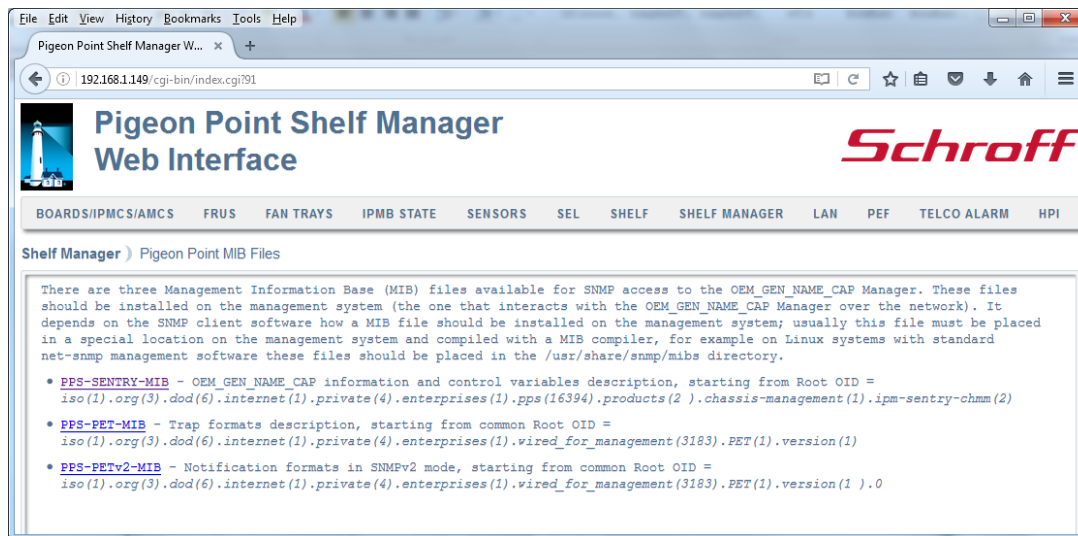 File Edit View History Bookmarks Tools Help
Pigeon Point Shelf Manager W... × +
192.168.1.149/cgi-bin/index.cgi?91
Pigeon Point Shelf Manager
Web Interface
Schroff
BOARDS/IPMCS/AMCS FRUS FAN TRAYS IPMB STATE SENSORS SEL SHELF SHELF MANAGER LAN PEF TELCO ALARM HPI
Shelf Manager ) Pigeon Point MIB Files
There are three Management Information Base (MIB) files available for SNMP access to the OEM_GEN_NAME_CAP Manager. These files
should be installed on the management system (the one that interacts with the OEM_GEN_NAME_CAP Manager over the network). It
depends on the SNMP client software how a MIB file should be installed on the management system; usually this file must be placed
in a special location on the management system and compiled with a MIB compiler, for example on Linux systems with standard
net-snmp management software these files should be placed in the /usr/share/snmp/mibs directory.
• PPS-SENTRY-MIB - OEM_GEN_NAME_CAP information and control variables description, starting from Root OID =
iso(1).org(3).dod(6).internet(1).private(4).enterprises(1).pps(16394).products(2 ).chassis-management(1).ipm-sentry-chmm(2)
• PPS-PET-MIB - Trap formats description, starting from common Root OID =
iso(1).org(3).dod(6).internet(1).private(4).enterprises(1).wired_for_management(3183).PET(1).version(1)
• PPS-PETv2-MIB - Notification formats in SNMPv2 mode, starting from common Root OID =
iso(1).org(3).dod(6).internet(1).private(4).enterprises(1).wired_for_management(3183).PET(1).version(1 ).0